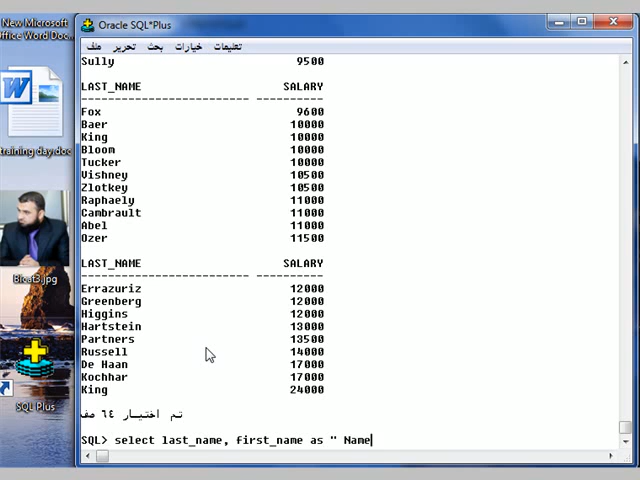 New Microsoft
Office Word Doc...
training day.doc
Bloat3.jpg
SQL Plus
Oracle SQL*Plus
ملف تحرير بحث خيارات تعليمات
Sully 9500
LAST_NAME SALARY
------------------------- ----------
Fox 9600
Baer 10000
King 10000
Bloom 10000
Tucker 10000
Vishney 10500
Zlotkey 10500
Raphaely 11000
Cambrault 11000
Abel 11000
Ozer 11500
LAST_NAME SALARY
------------------------- ----------
Errazuriz 12000
Greenberg 12000
Higgins 12000
Hartstein 13000
Partners 13500
Russell 14000
De Haan 17000
Kochhar 17000
King 24000
تم اختيار ٦٤ صف
SQL> select last_name, first_name as " Name